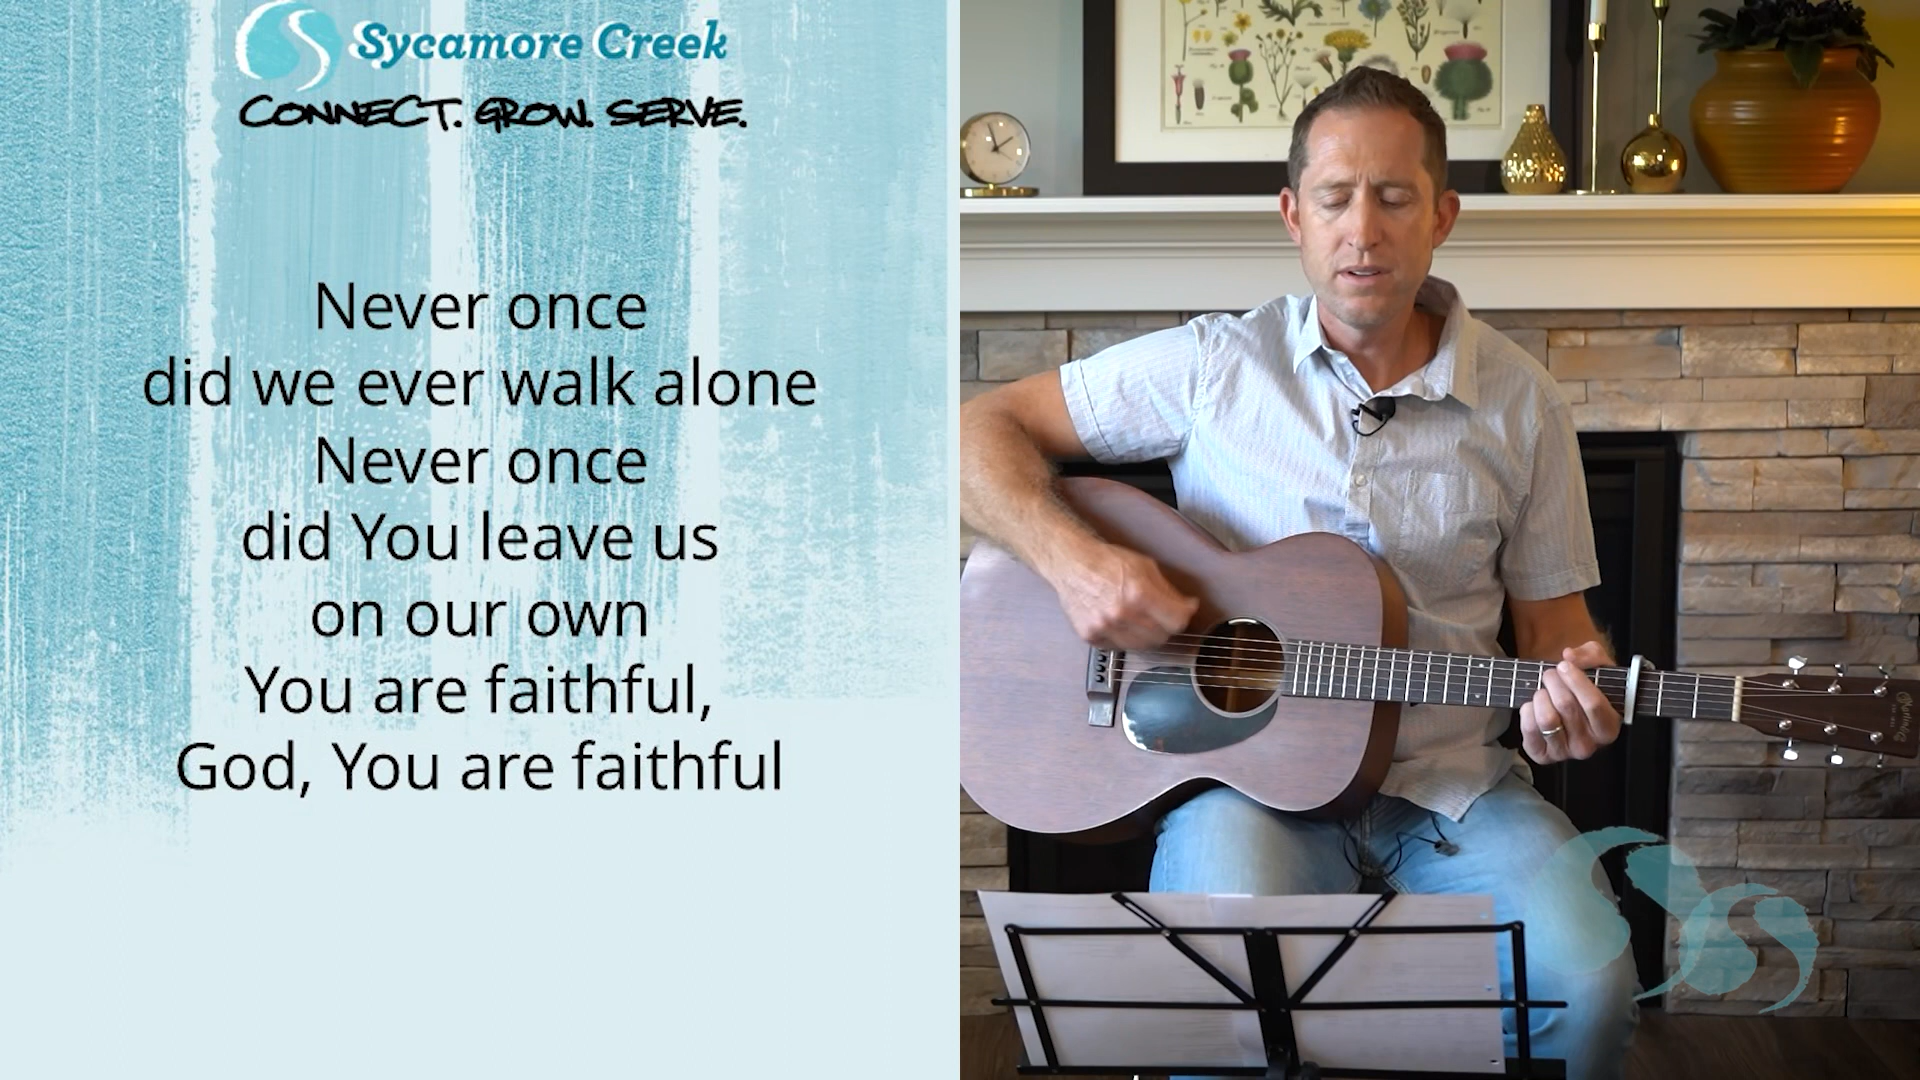 Sycamore Creek
CONNECT. GROW. SERVE.
Never once
did we ever walk alone
Never once
did You leave us
on our own
You are faithful,
God, You are faithful
Martin